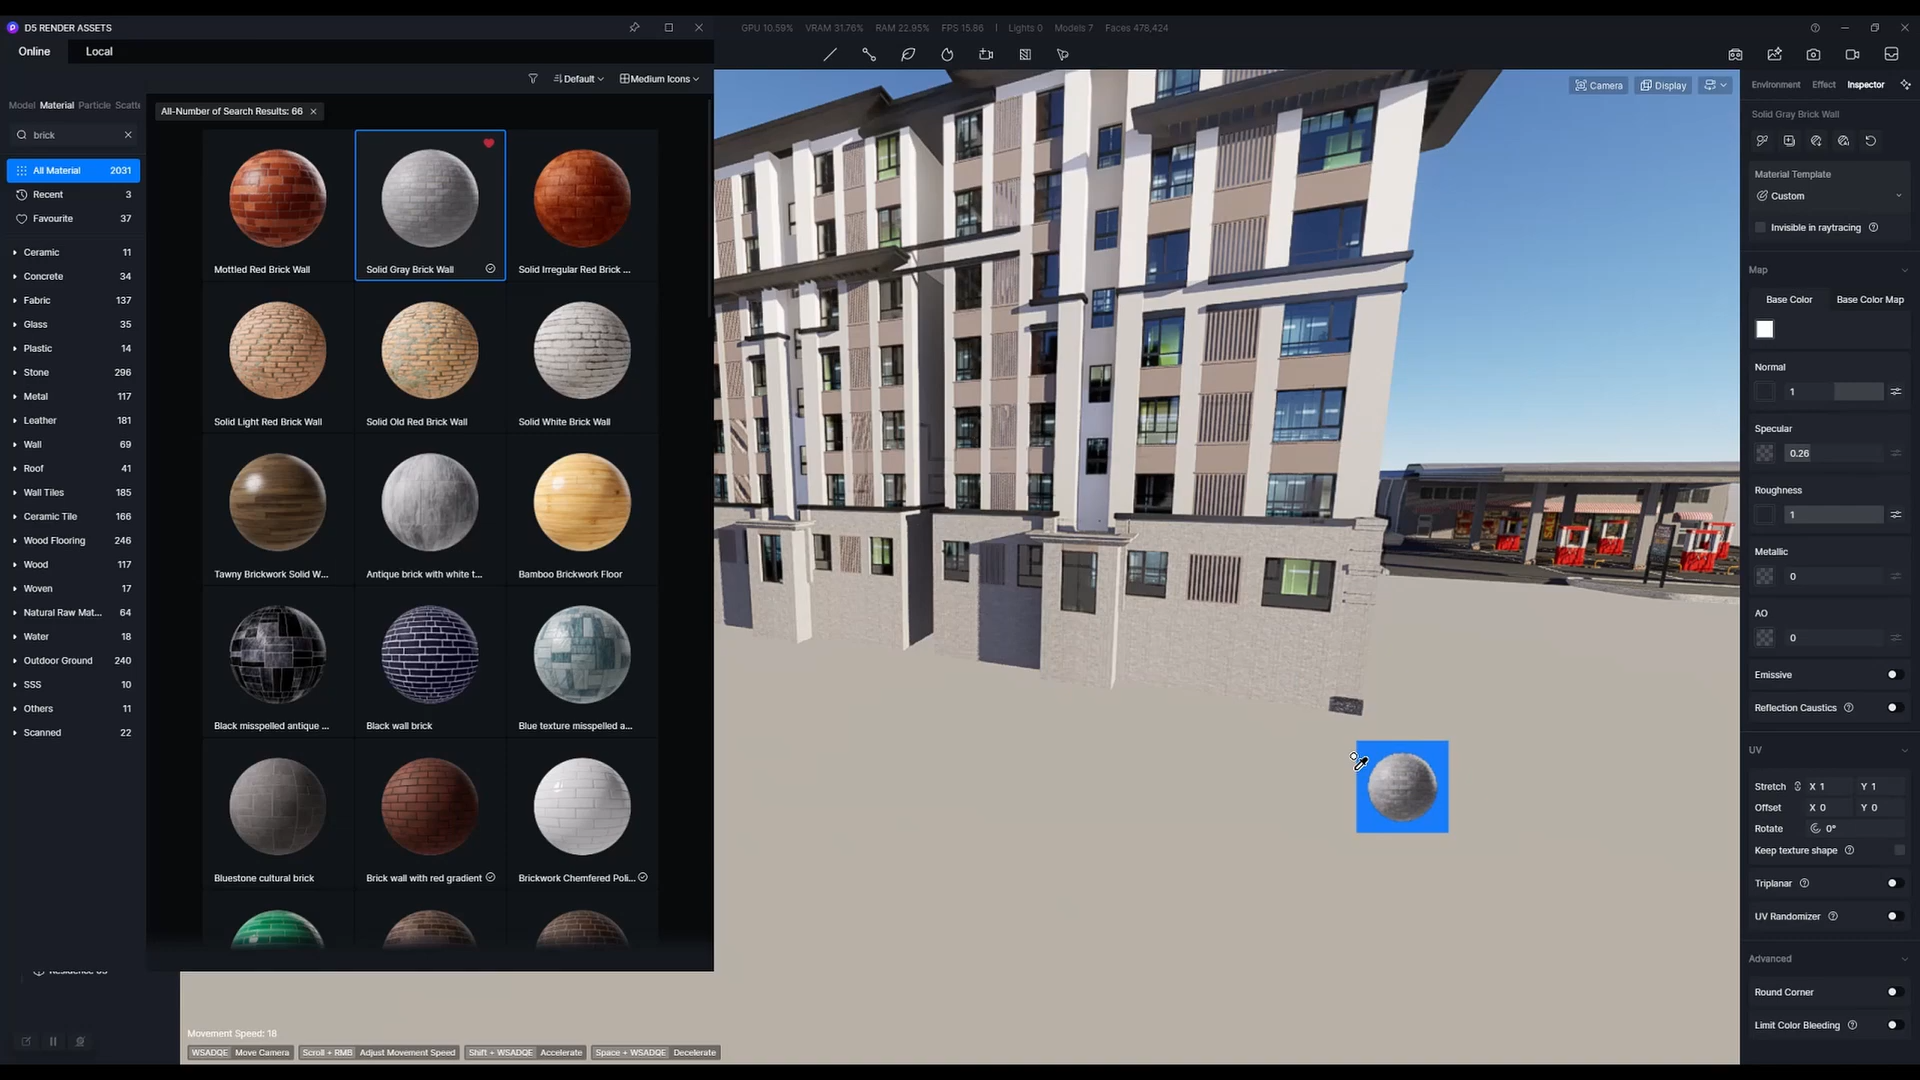 D5 RENDER ASSETS
GPU 10.59% VRAM 31.76% RAM 22.95% FPS 15.86 | Lights 0 Models 7 Faces 478,424
Online Local
Default Medium Icons
Camera Display
Environment Effect Inspector
Model Material Particle Scatte
All-Number of Search Results: 66
brick
All Material 2031
Recent 3
Favourite 37
Ceramic 11
Concrete 34
Fabric 137
Glass 35
Plastic 14
Stone 296
Metal 117
Leather 181
Wall 69
Roof 41
Wall Tiles 185
Ceramic Tile 166
Wood Flooring 246
Wood 117
Woven 17
Natural Raw Mat... 64
Water 18
Outdoor Ground 240
SSS 10
Others 11
Scanned 22
Mottled Red Brick Wall
Solid Gray Brick Wall
Solid Irregular Red Brick ...
Solid Light Red Brick Wall
Solid Old Red Brick Wall
Solid White Brick Wall
Tawny Brickwork Solid W...
Antique brick with white t...
Bamboo Brickwork Floor
Black misspelled antique ...
Black wall brick
Blue texture misspelled a...
Bluestone cultural brick
Brick wall with red gradient
Brickwork Chemfered Poli...
Solid Gray Brick Wall
Material Template
Custom
Invisible in raytracing
Map
Base Color Base Color Map
Normal
1
Specular
0.26
Roughness
1
Metallic
0
AO
0
Emissive
Reflection Caustics
UV
Stretch X 1 Y 1
Offset X 0 Y 0
Rotate 0°
Keep texture shape
Triplanar
UV Randomizer
Advanced
Round Corner
Limit Color Bleeding
Movement Speed: 18
WSADQE Move Camera Scroll + RMB Adjust Movement Speed Shift + WSADQE Accelerate Space + WSADQE Decelerate